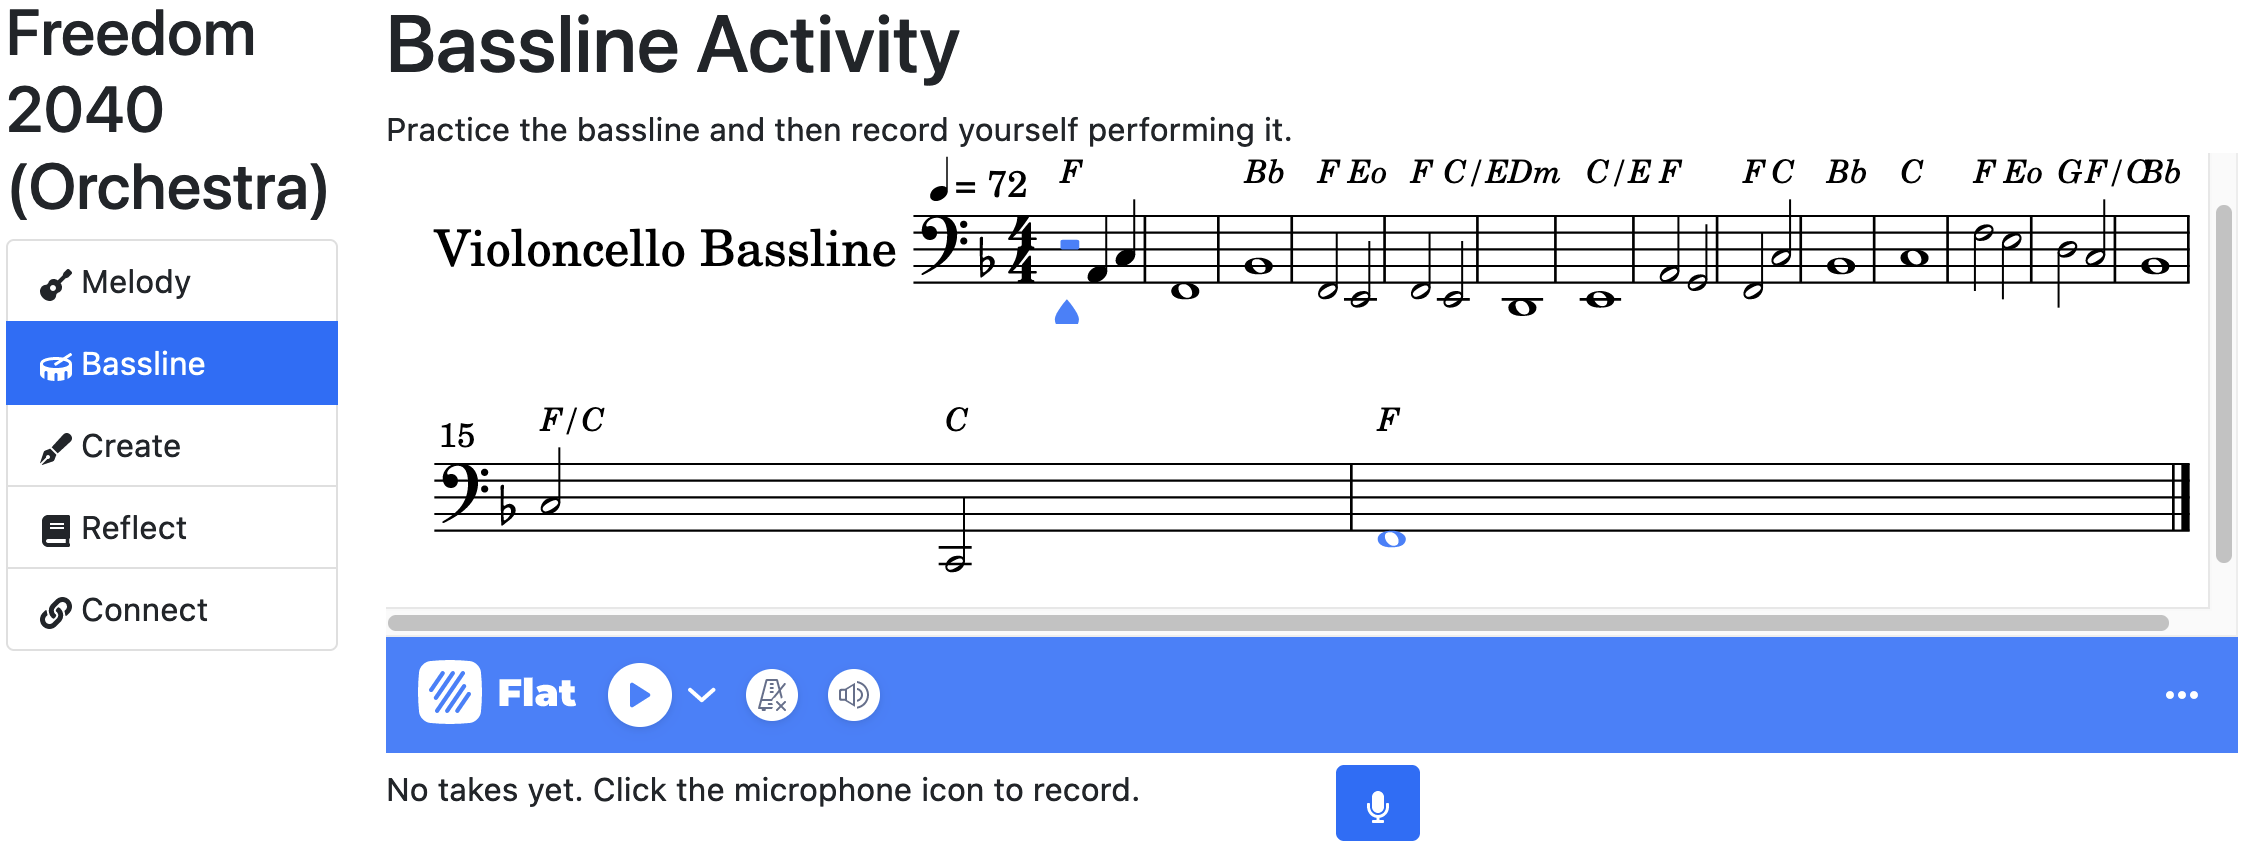 Freedom
2040
(Orchestra)
Melody
Bassline
Create
Reflect
Connect
Bassline Activity
Practice the bassline and then record yourself performing it.
= 72 F Bb F Eo F C/E Dm C/E F F C Bb C F Eo G F/C Bb
Violoncello Bassline 4/4
15 F/C C F
Flat
No takes yet. Click the microphone icon to record.